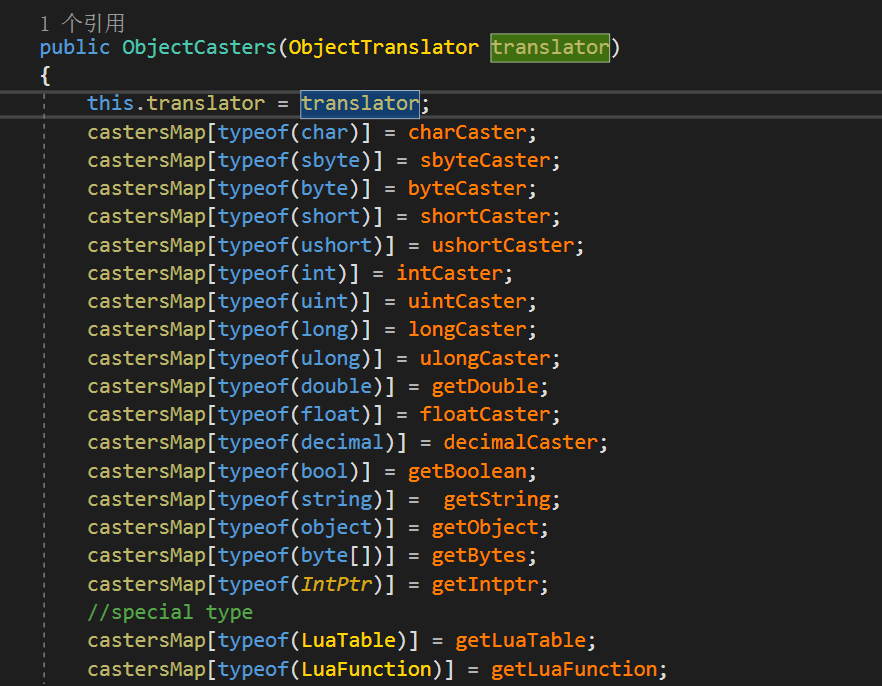 1 个引用
public ObjectCasters(ObjectTranslator translator)
{
this.translator = translator;
castersMap[typeof(char)] = charCaster;
castersMap[typeof(sbyte)] = sbyteCaster;
castersMap[typeof(byte)] = byteCaster;
castersMap[typeof(short)] = shortCaster;
castersMap[typeof(ushort)] = ushortCaster;
castersMap[typeof(int)] = intCaster;
castersMap[typeof(uint)] = uintCaster;
castersMap[typeof(long)] = longCaster;
castersMap[typeof(ulong)] = ulongCaster;
castersMap[typeof(double)] = getDouble;
castersMap[typeof(float)] = floatCaster;
castersMap[typeof(decimal)] = decimalCaster;
castersMap[typeof(bool)] = getBoolean;
castersMap[typeof(string)] =  getString;
castersMap[typeof(object)] = getObject;
castersMap[typeof(byte[])] = getBytes;
castersMap[typeof(IntPtr)] = getIntptr;
//special type
castersMap[typeof(LuaTable)] = getLuaTable;
castersMap[typeof(LuaFunction)] = getLuaFunction;